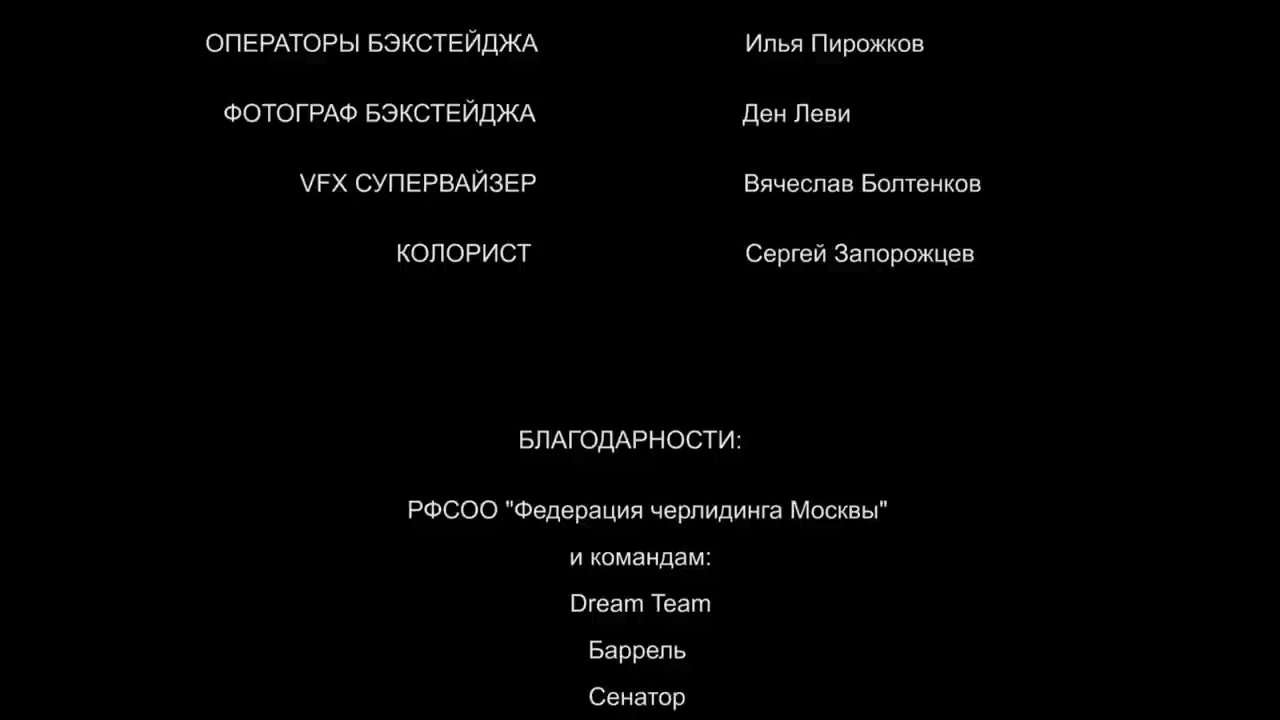 ОПЕРАТОРЫ БЭКСТЕЙДЖА Илья Пирожков
ФОТОГРАФ БЭКСТЕЙДЖА Ден Леви
VFX СУПЕРВАЙЗЕР Вячеслав Болтенков
КОЛОРИСТ Сергей Запорожцев
БЛАГОДАРНОСТИ:
РФСОО "Федерация черлидинга Москвы"
и командам:
Dream Team
Баррель
Сенатор